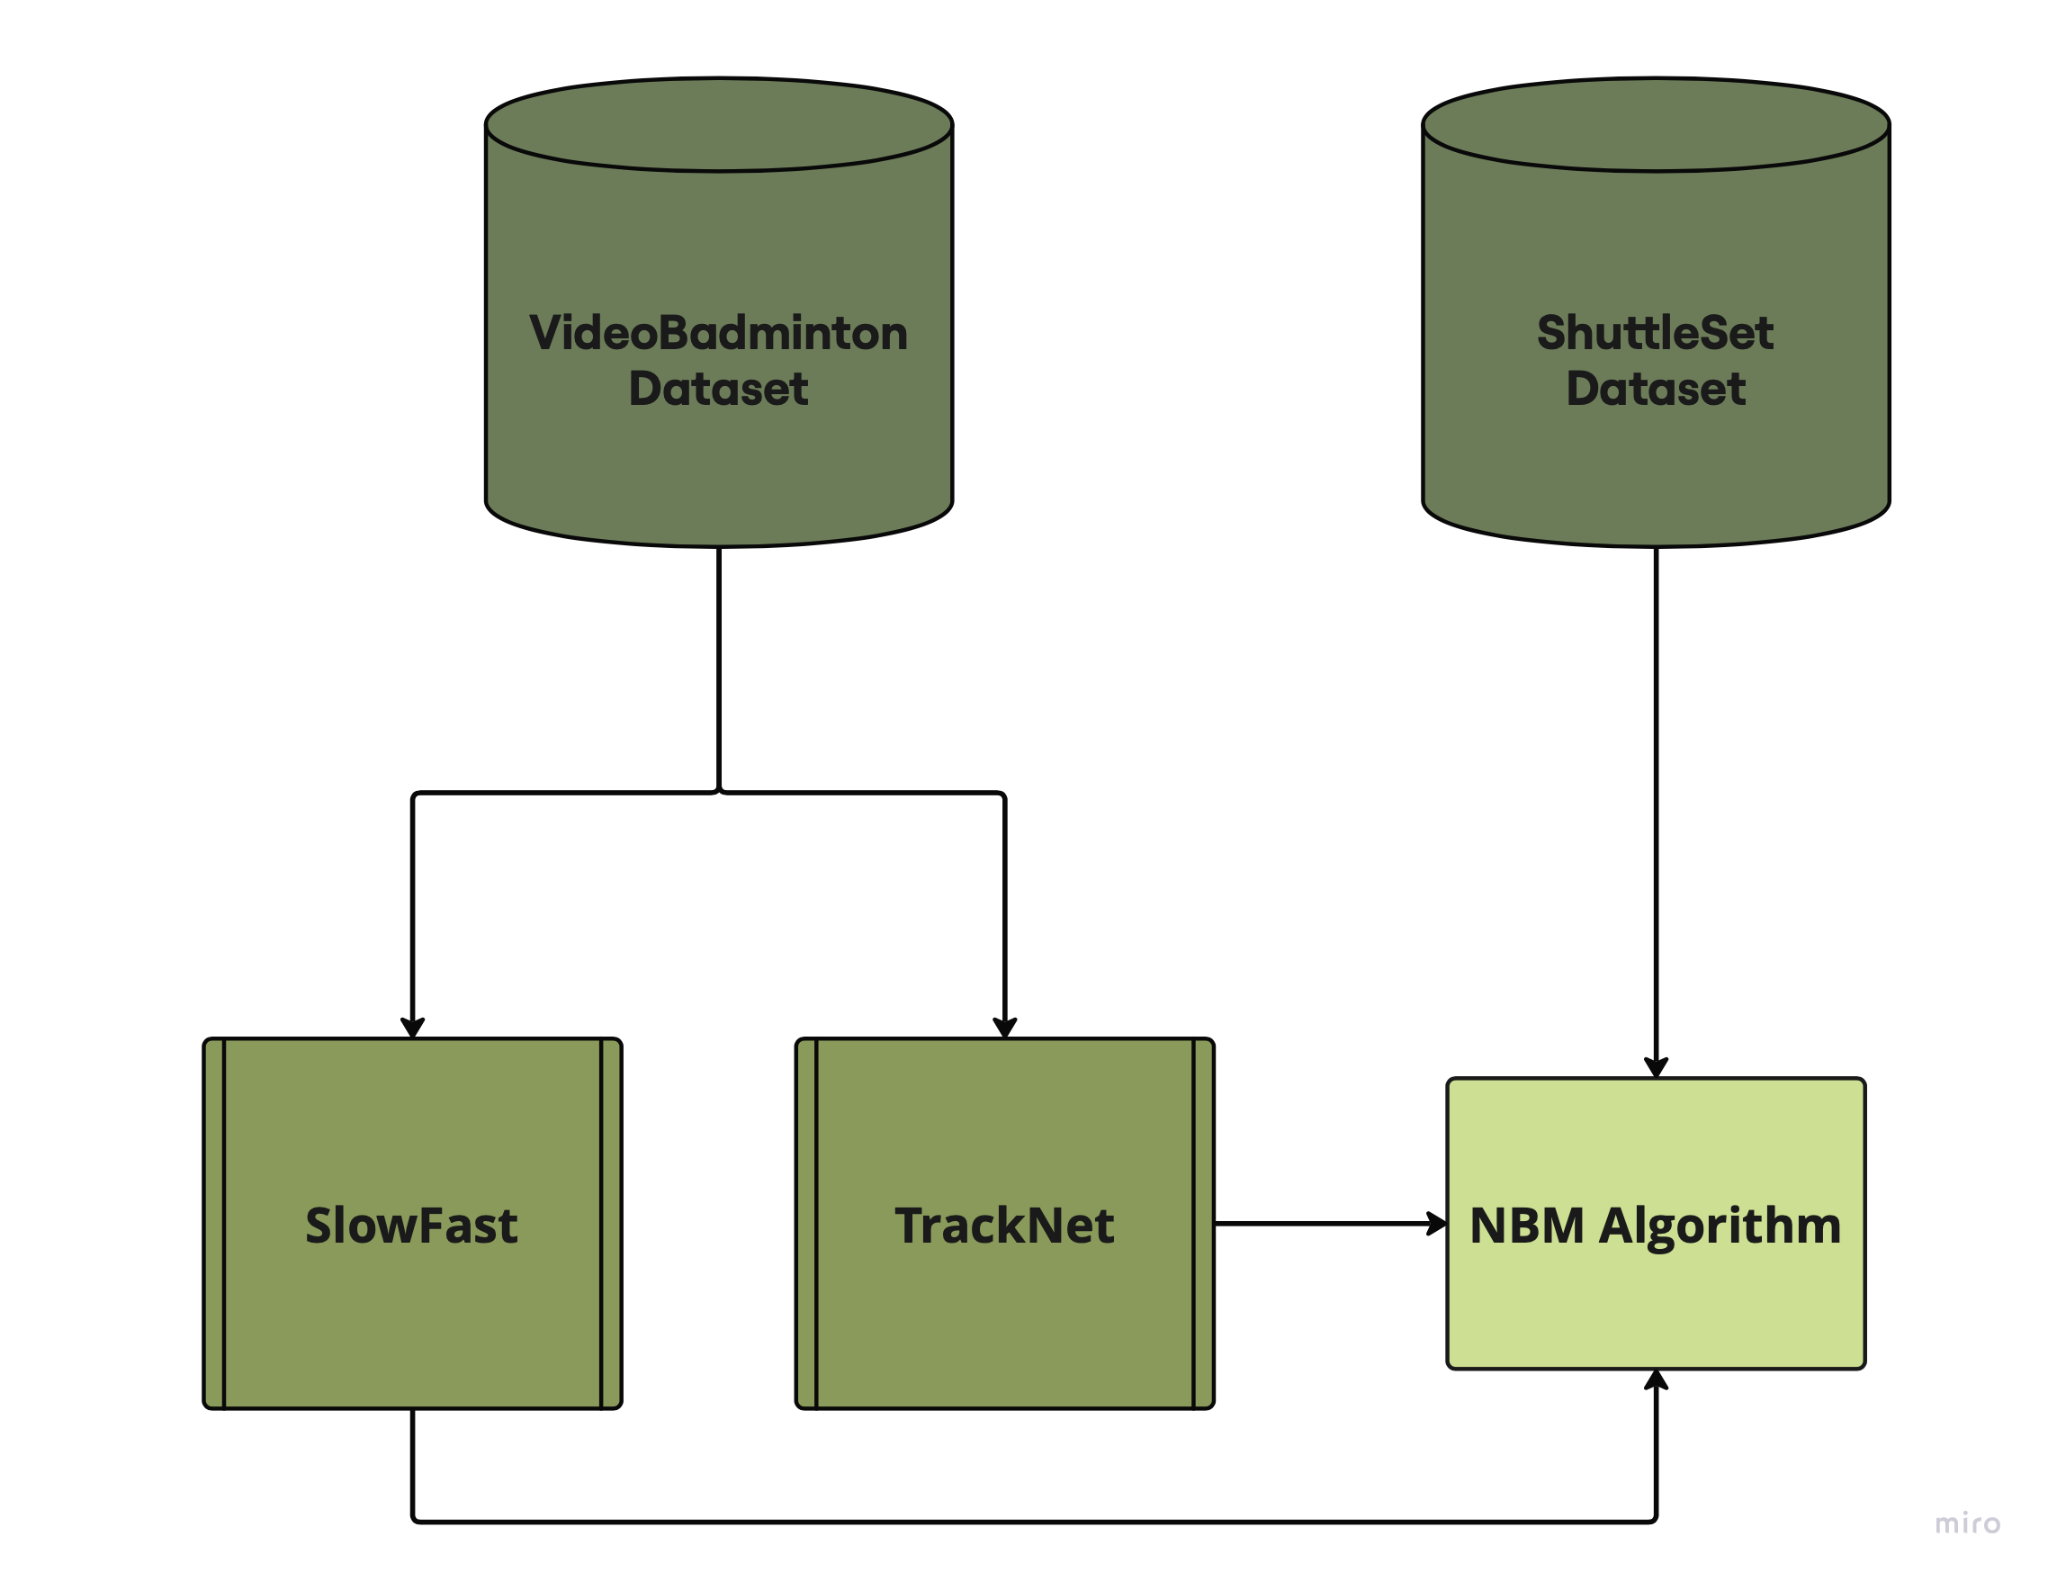 VideoBadminton
Dataset
ShuttleSet
Dataset
SlowFast
TrackNet
NBM Algorithm
miro